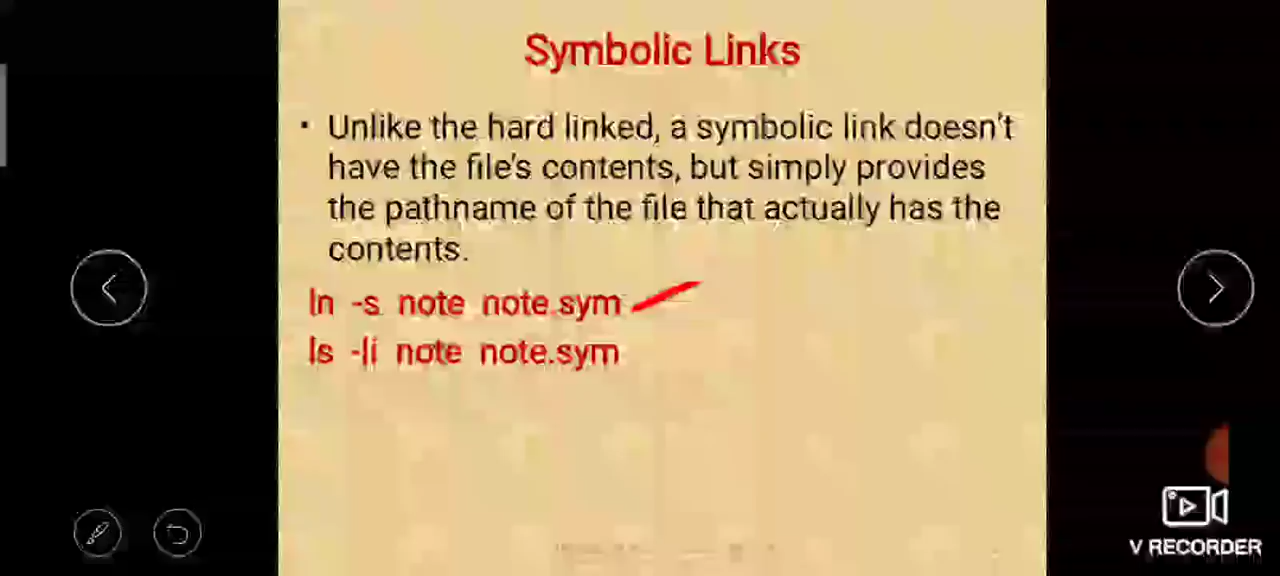 Symbolic Links
• Unlike the hard linked, a symbolic link doesn't
have the file's contents, but simply provides
the pathname of the file that actually has the
contents.
ln -s note note.sym
ls -li note note.sym
V RECORDER